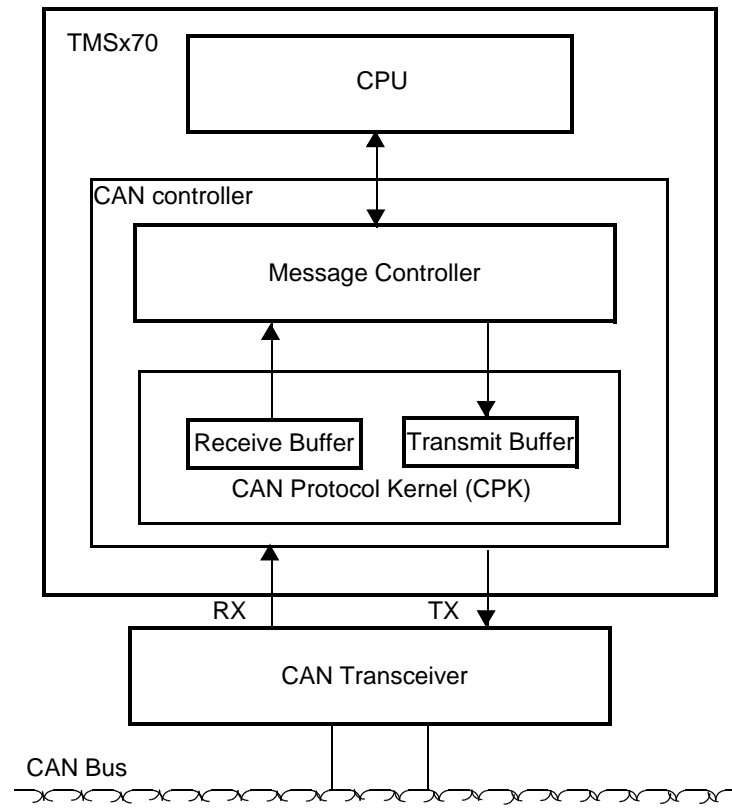 TMSx70
CPU
CAN controller
Message Controller
Receive Buffer
Transmit Buffer
CAN Protocol Kernel (CPK)
RX
TX
CAN Transceiver
CAN Bus